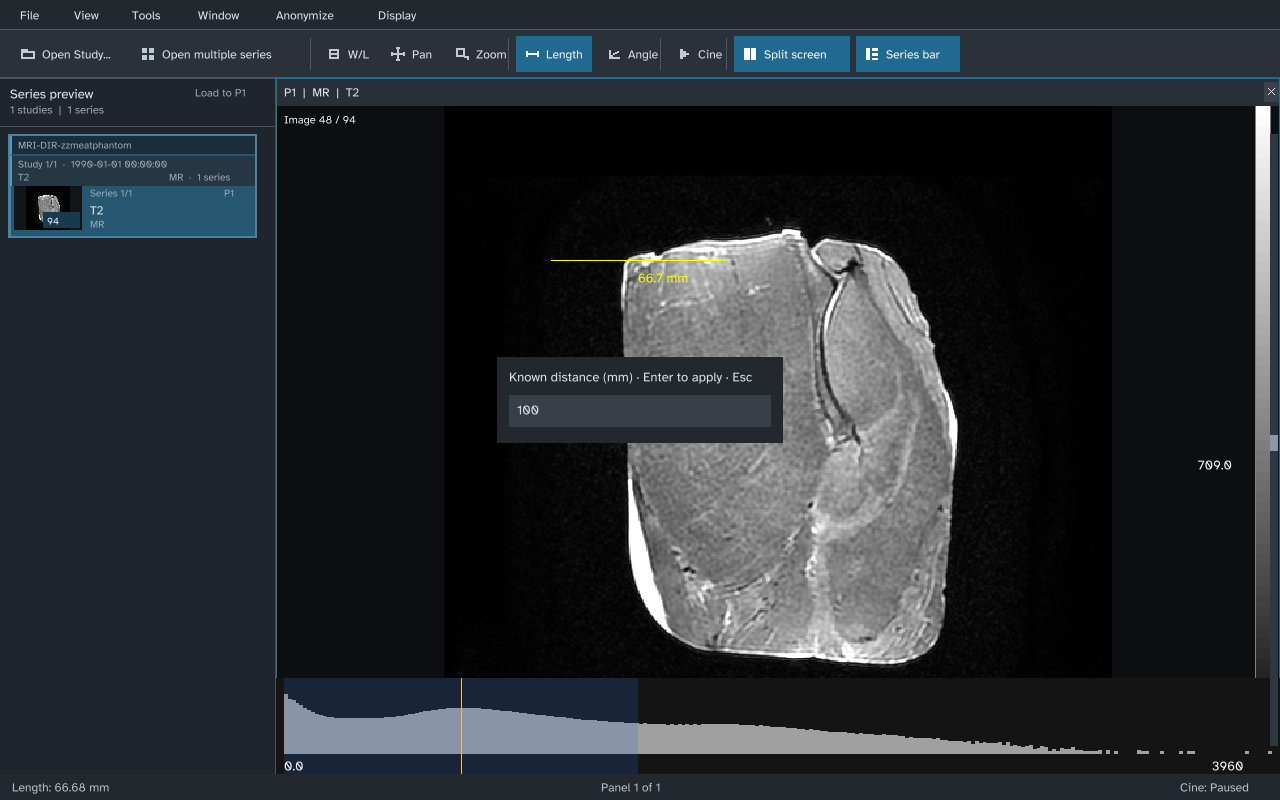 File View Tools Window Anonymize Display
Open Study... Open multiple series W/L Pan Zoom Length Angle Cine Split screen Series bar
Series preview Load to P1
1 studies | 1 series
MRI-DIR-zzmeatphantom
Study 1/1 · 1990-01-01 00:00:00
T2 MR · 1 series
Series 1/1 P1
94
T2
MR
P1 | MR | T2
Image 48 / 94
66.7 mm
Known distance (mm) · Enter to apply · Esc
100
709.0
0.0 3960
Length: 66.68 mm Panel 1 of 1 Cine: Paused